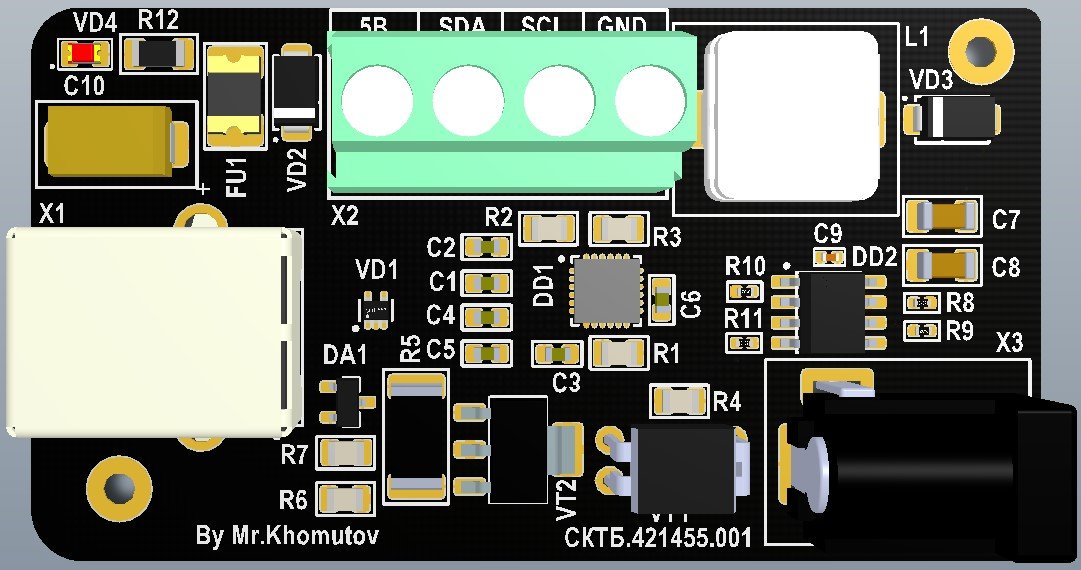 VD4
R12
5В
SDA
SCL
GND
L1
C10
VD3
FU1
VD2
+
X1
X2
R2
R3
C7
C2
C9
DD2
VD1
DD1
R10
C8
C1
C6
R8
C4
R11
R9
R5
C5
R1
X3
DA1
C3
R4
R7
VT2
R6
VT1
By Mr.Khomutov
СКТБ.421455.001